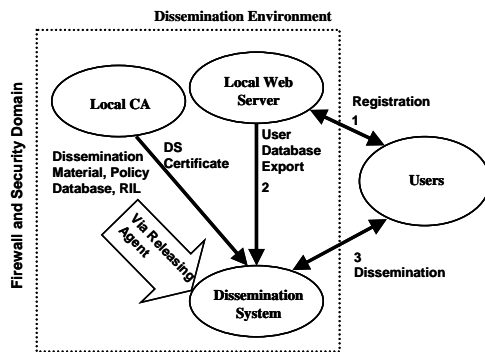 Dissemination Environment
Firewall and Security Domain
Local CA
Local Web
Server
Registration
1
Users
Dissemination
Material, Policy
Database, RIL
DS
Certificate
User
Database
Export
2
Via Releasing
Agent
3
Dissemination
Dissemination
System